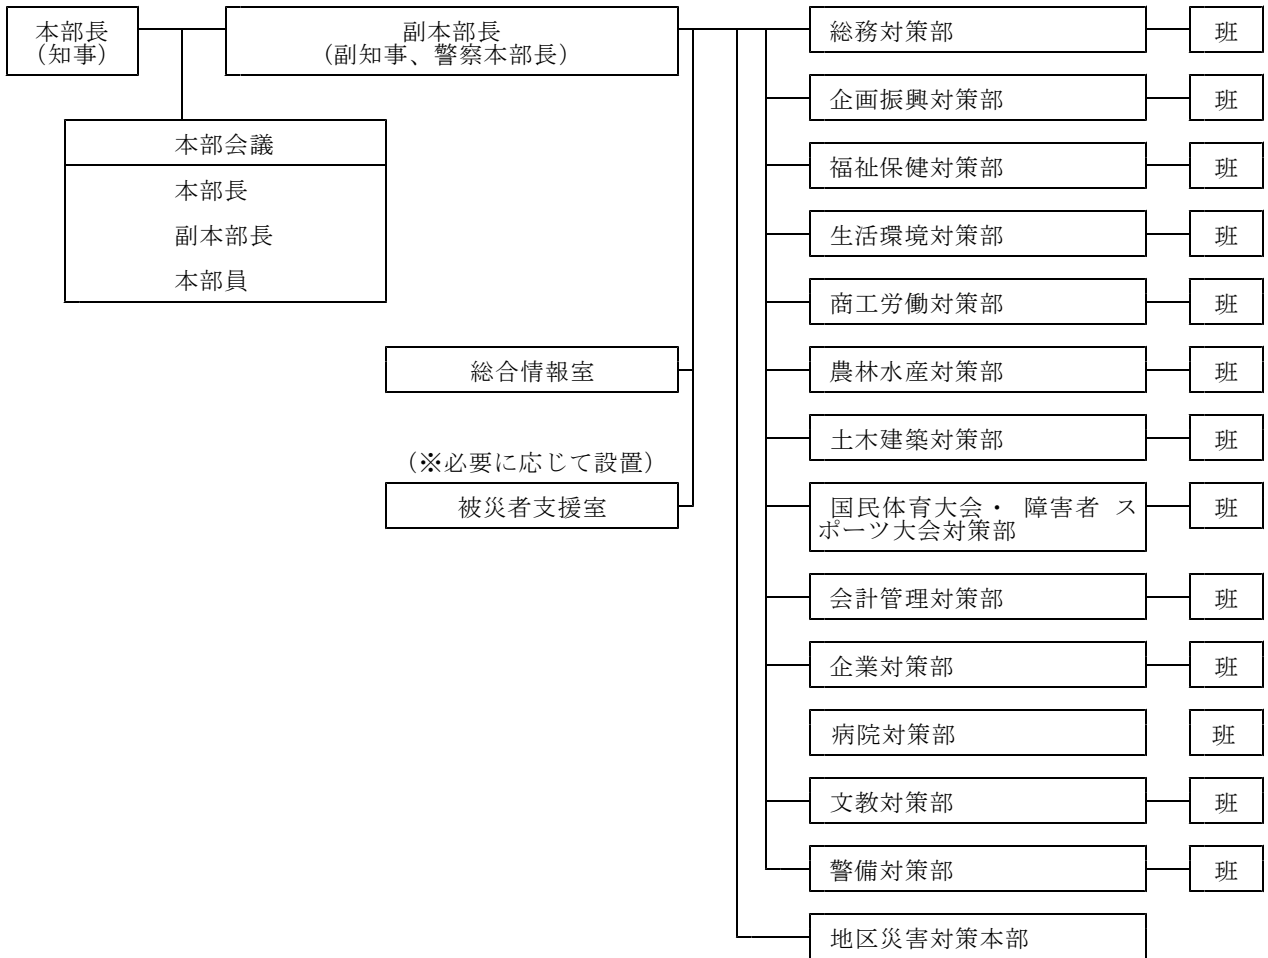 本部長
（知事）
副本部長
（副知事、警察本部長）
本部会議
本部長
副本部長
本部員
総合情報室
（※必要に応じて設置）
被災者支援室
総務対策部
班
企画振興対策部
班
福祉保健対策部
班
生活環境対策部
班
商工労働対策部
班
農林水産対策部
班
土木建築対策部
班
国民体育大会・ 障害者 ス
ポーツ大会対策部
班
会計管理対策部
班
企業対策部
班
病院対策部
班
文教対策部
班
警備対策部
班
地区災害対策本部